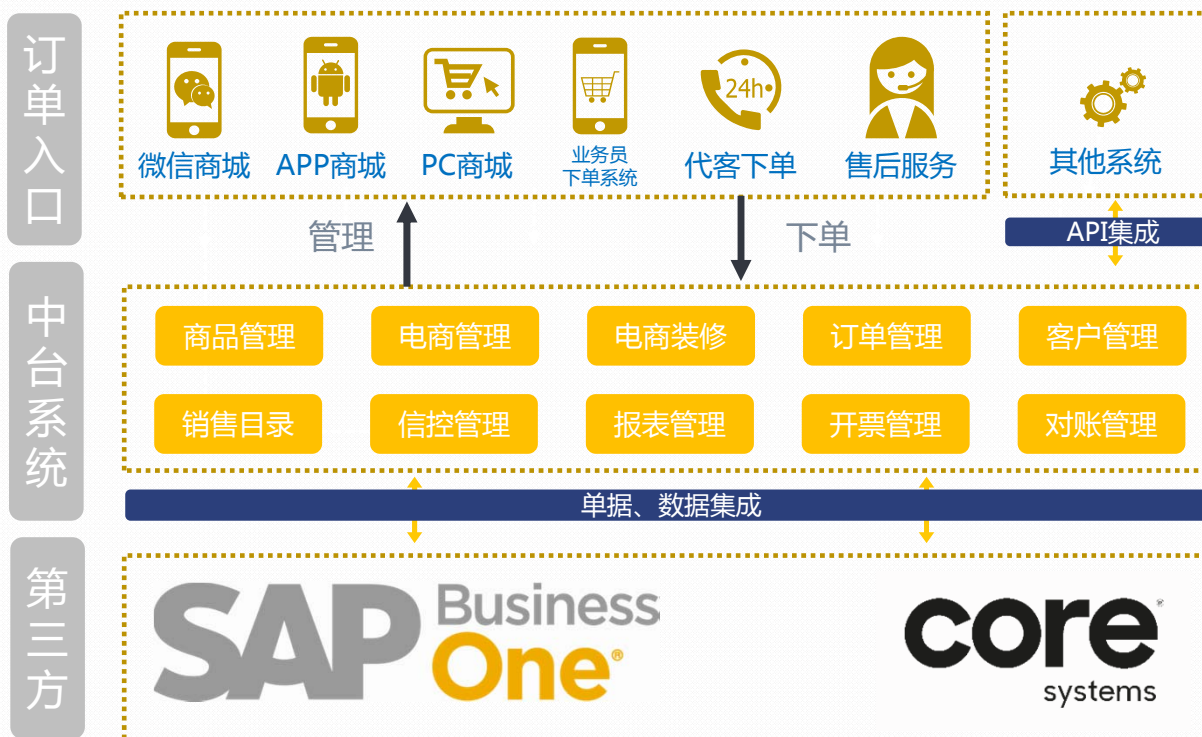 订单入口
24h
微信商城
APP商城
PC商城
业务员
下单系统
代客下单
售后服务
其他系统
管理
下单
API集成
中台系统
商品管理
电商管理
电商装修
订单管理
客户管理
销售目录
信控管理
报表管理
开票管理
对账管理
单据、数据集成
第三方
SAP Business
One®
core
systems